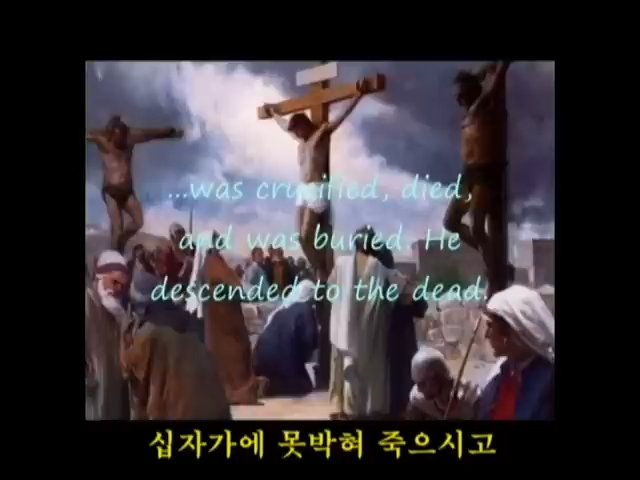 ...was crucified, died,
and was buried. He
descended to the dead.
십자가에 못박혀 죽으시고